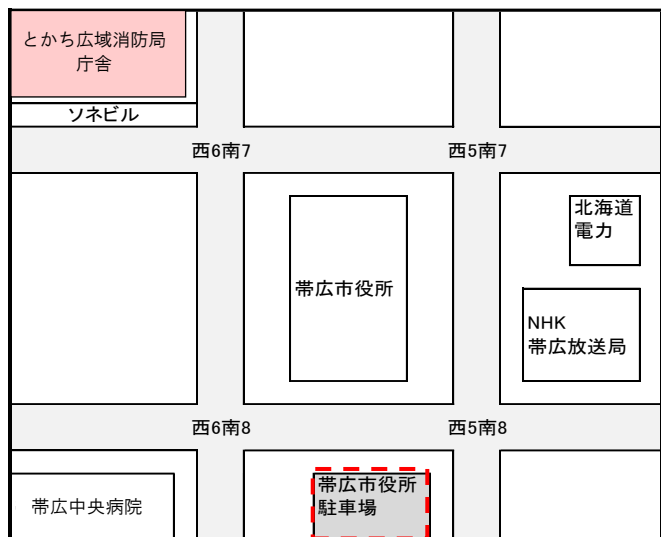 とかち広域消防局
庁舎
ソネビル
西6南7
西5南7
北海道
電力
帯広市役所
NHK
帯広放送局
西6南8
西5南8
帯広中央病院
帯広市役所
駐車場